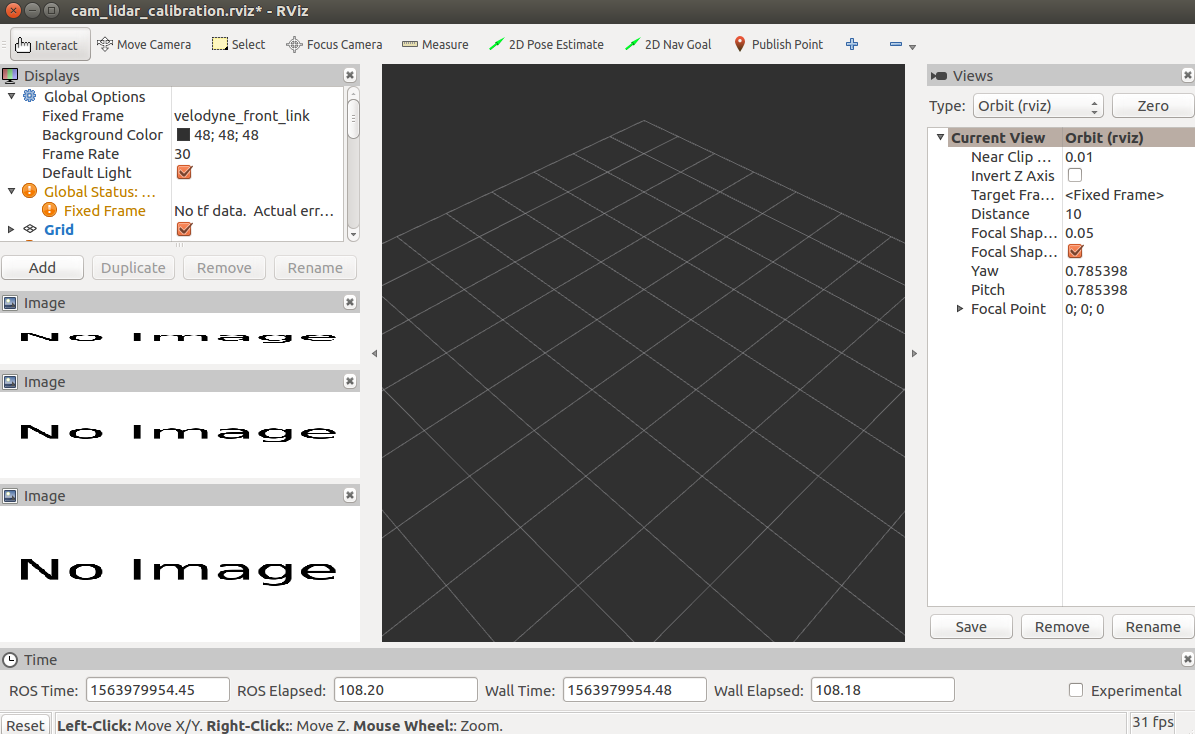 cam_lidar_calibration.rviz* - RViz
Interact Move Camera Select Focus Camera Measure 2D Pose Estimate 2D Nav Goal Publish Point
Displays
Global Options
Fixed Frame velodyne_front_link
Background Color 48; 48; 48
Frame Rate 30
Default Light
Global Status: ...
Fixed Frame No tf data. Actual err...
Grid
Add Duplicate Remove Rename
Image
No Image
Image
No Image
Image
No Image
Views
Type: Orbit (rviz) Zero
Current View Orbit (rviz)
Near Clip ... 0.01
Invert Z Axis
Target Fra... <Fixed Frame>
Distance 10
Focal Shap... 0.05
Focal Shap...
Yaw 0.785398
Pitch 0.785398
Focal Point 0; 0; 0
Save Remove Rename
Time
ROS Time: 1563979954.45 ROS Elapsed: 108.20 Wall Time: 1563979954.48 Wall Elapsed: 108.18 Experimental
Reset Left-Click: Move X/Y. Right-Click:: Move Z. Mouse Wheel:: Zoom. 31 fps